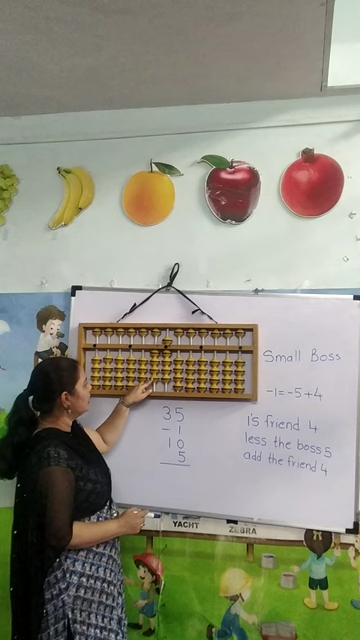 Small Boss
-1=-5+4
1's friend 4
less the boss 5
add the friend 4
35
-1
10
5
YACHT
ZEBRA